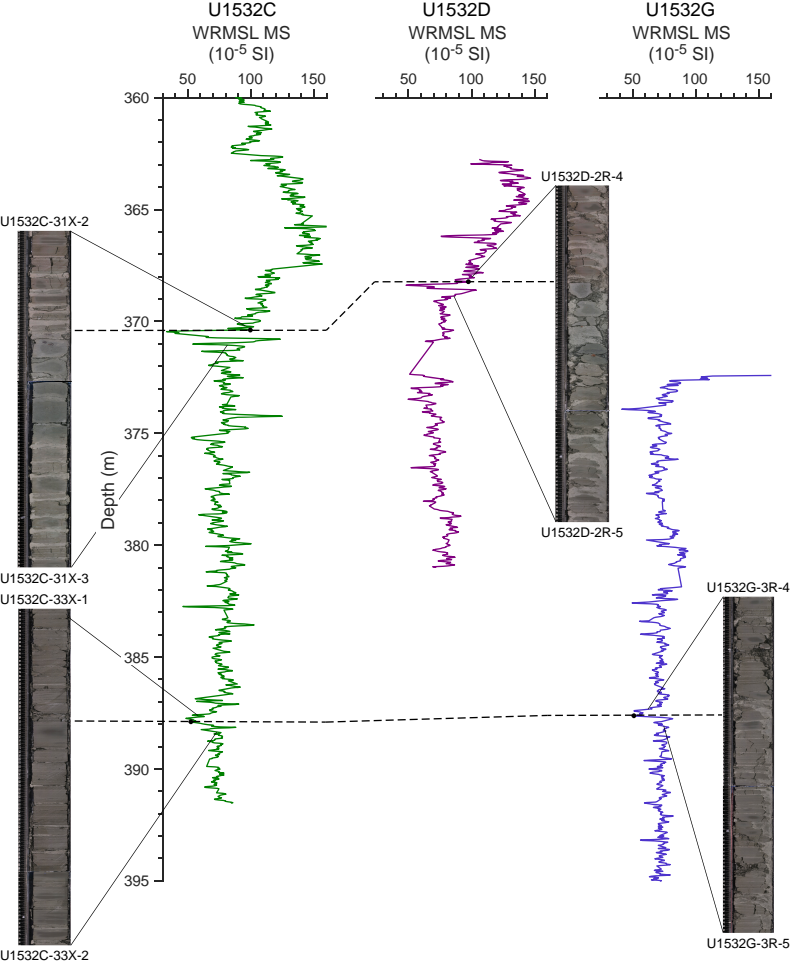 U1532C
WRMSL MS
(10-5 SI)
50 100 150
U1532D
WRMSL MS
(10-5 SI)
50 100 150
U1532G
WRMSL MS
(10-5 SI)
50 100 150
Depth (m)
360
365
370
375
380
385
390
395
U1532C-31X-2
U1532C-31X-3
U1532C-33X-1
U1532C-33X-2
U1532D-2R-4
U1532D-2R-5
U1532G-3R-4
U1532G-3R-5